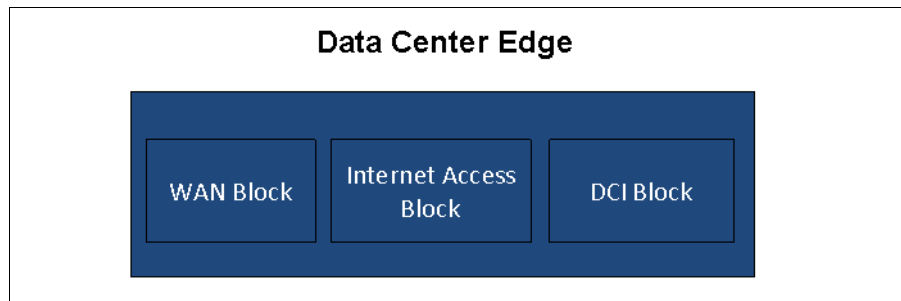 Data Center Edge
WAN Block
Internet Access
Block
DCI Block